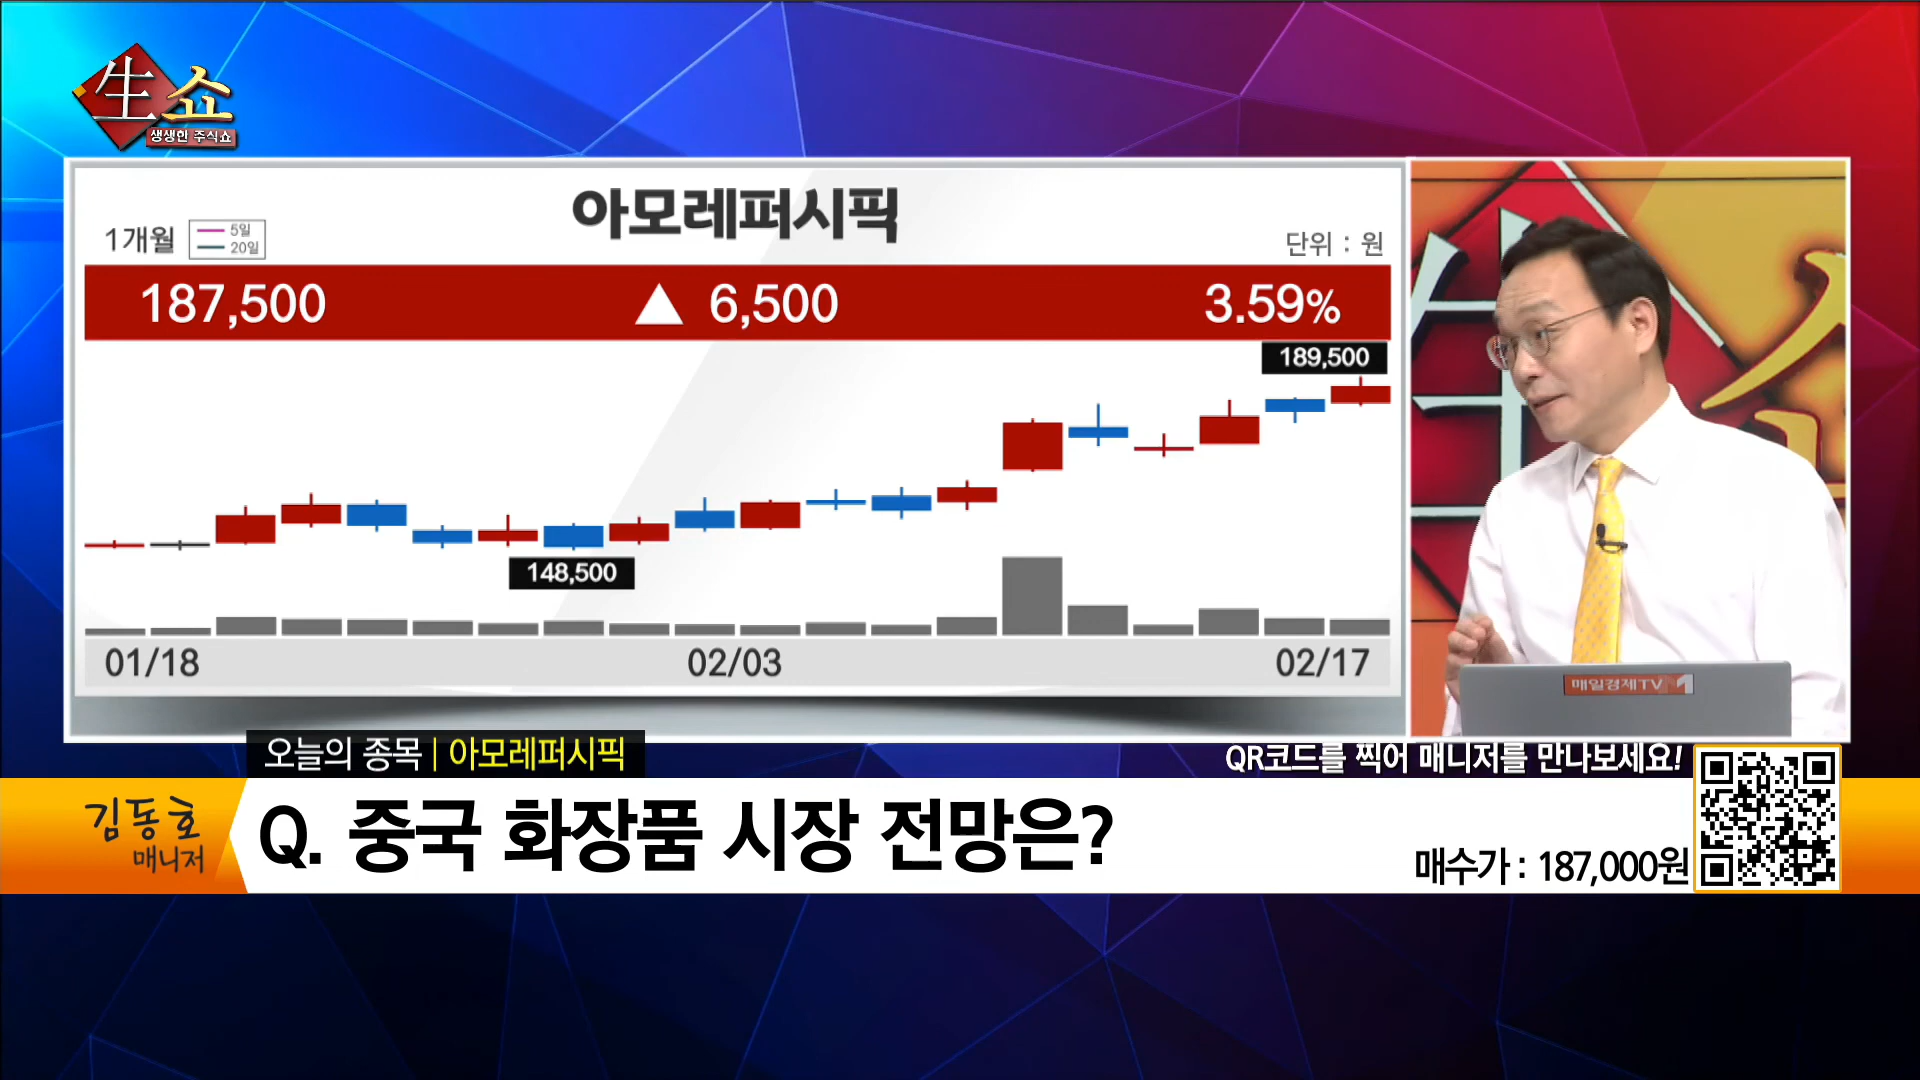 生쇼
생생한 주식쇼
아모레퍼시픽
1개월
5일
20일
단위 : 원
187,500 ▲ 6,500 3.59%
189,500
148,500
01/18 02/03 02/17
매일경제TV 1
오늘의 종목 | 아모레퍼시픽
QR코드를 찍어 매니저를 만나보세요!
김동호
매니저
Q. 중국 화장품 시장 전망은?
매수가 : 187,000원